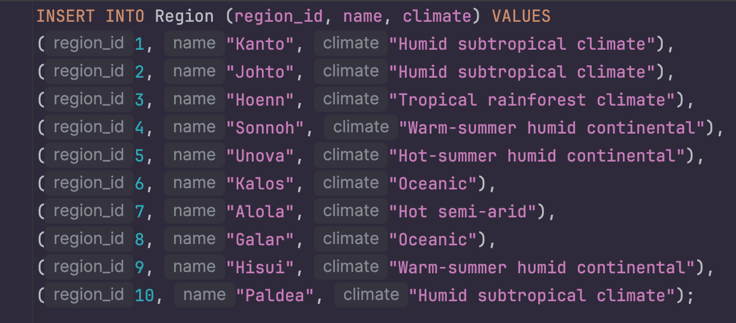 INSERT INTO Region (region_id, name, climate) VALUES
( region_id 1, name "Kanto", climate "Humid subtropical climate"),
( region_id 2, name "Johto", climate "Humid subtropical climate"),
( region_id 3, name "Hoenn", climate "Tropical rainforest climate"),
( region_id 4, name "Sonnoh", climate "Warm-summer humid continental"),
( region_id 5, name "Unova", climate "Hot-summer humid continental"),
( region_id 6, name "Kalos", climate "Oceanic"),
( region_id 7, name "Alola", climate "Hot semi-arid"),
( region_id 8, name "Galar", climate "Oceanic"),
( region_id 9, name "Hisui", climate "Warm-summer humid continental"),
( region_id 10, name "Paldea", climate "Humid subtropical climate");